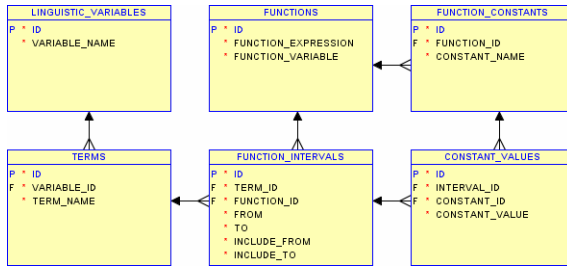 LINGUISTIC_VARIABLES
P * ID
* VARIABLE_NAME
FUNCTIONS
P * ID
* FUNCTION_EXPRESSION
* FUNCTION_VARIABLE
FUNCTION_CONSTANTS
P * ID
F * FUNCTION_ID
* CONSTANT_NAME
TERMS
P * ID
F * VARIABLE_ID
* TERM_NAME
FUNCTION_INTERVALS
P * ID
F * TERM_ID
F * FUNCTION_ID
* FROM
* TO
* INCLUDE_FROM
* INCLUDE_TO
CONSTANT_VALUES
P * ID
F * INTERVAL_ID
F * CONSTANT_ID
* CONSTANT_VALUE